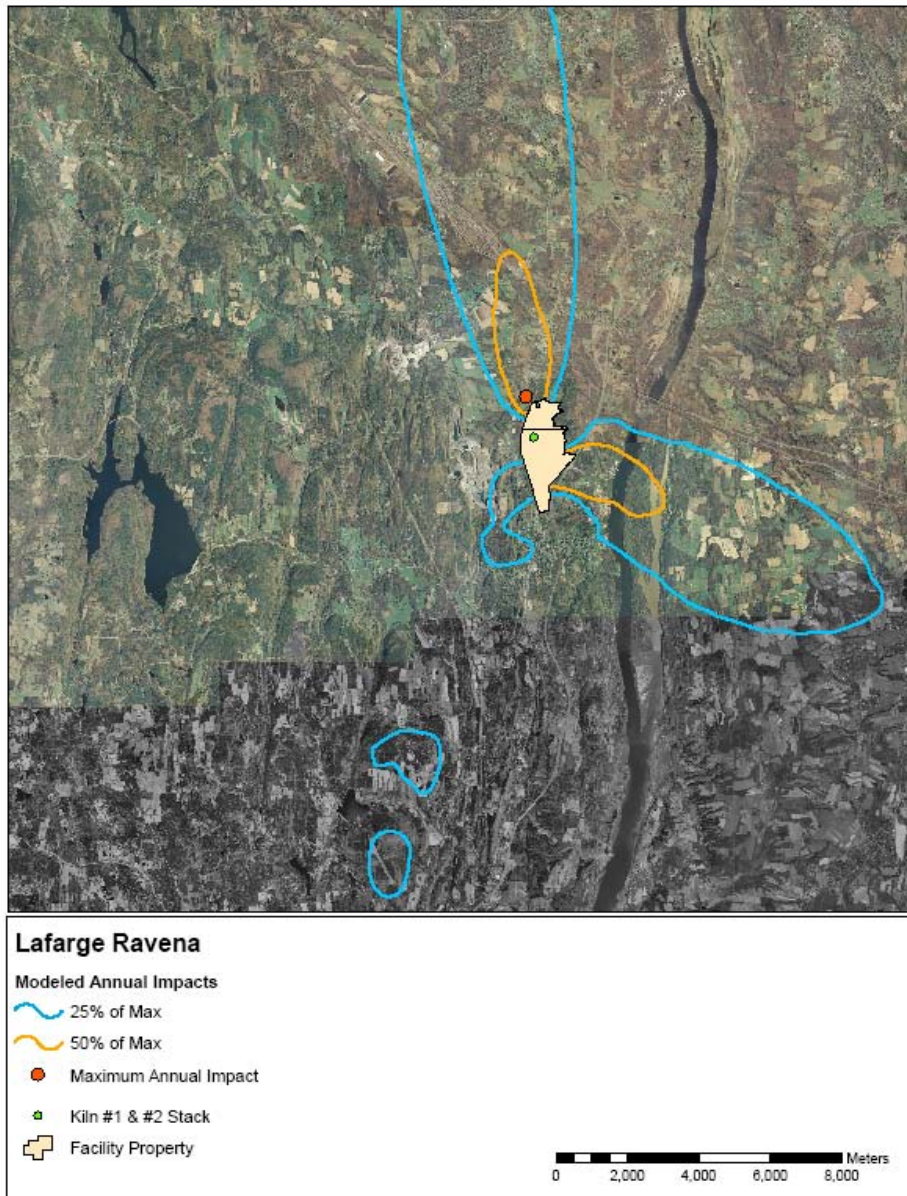 Lafarge Ravena
Modeled Annual Impacts
25% of Max
50% of Max
Maximum Annual Impact
Kiln #1 & #2 Stack
Facility Property
Meters
0 2,000 4,000 6,000 8,000